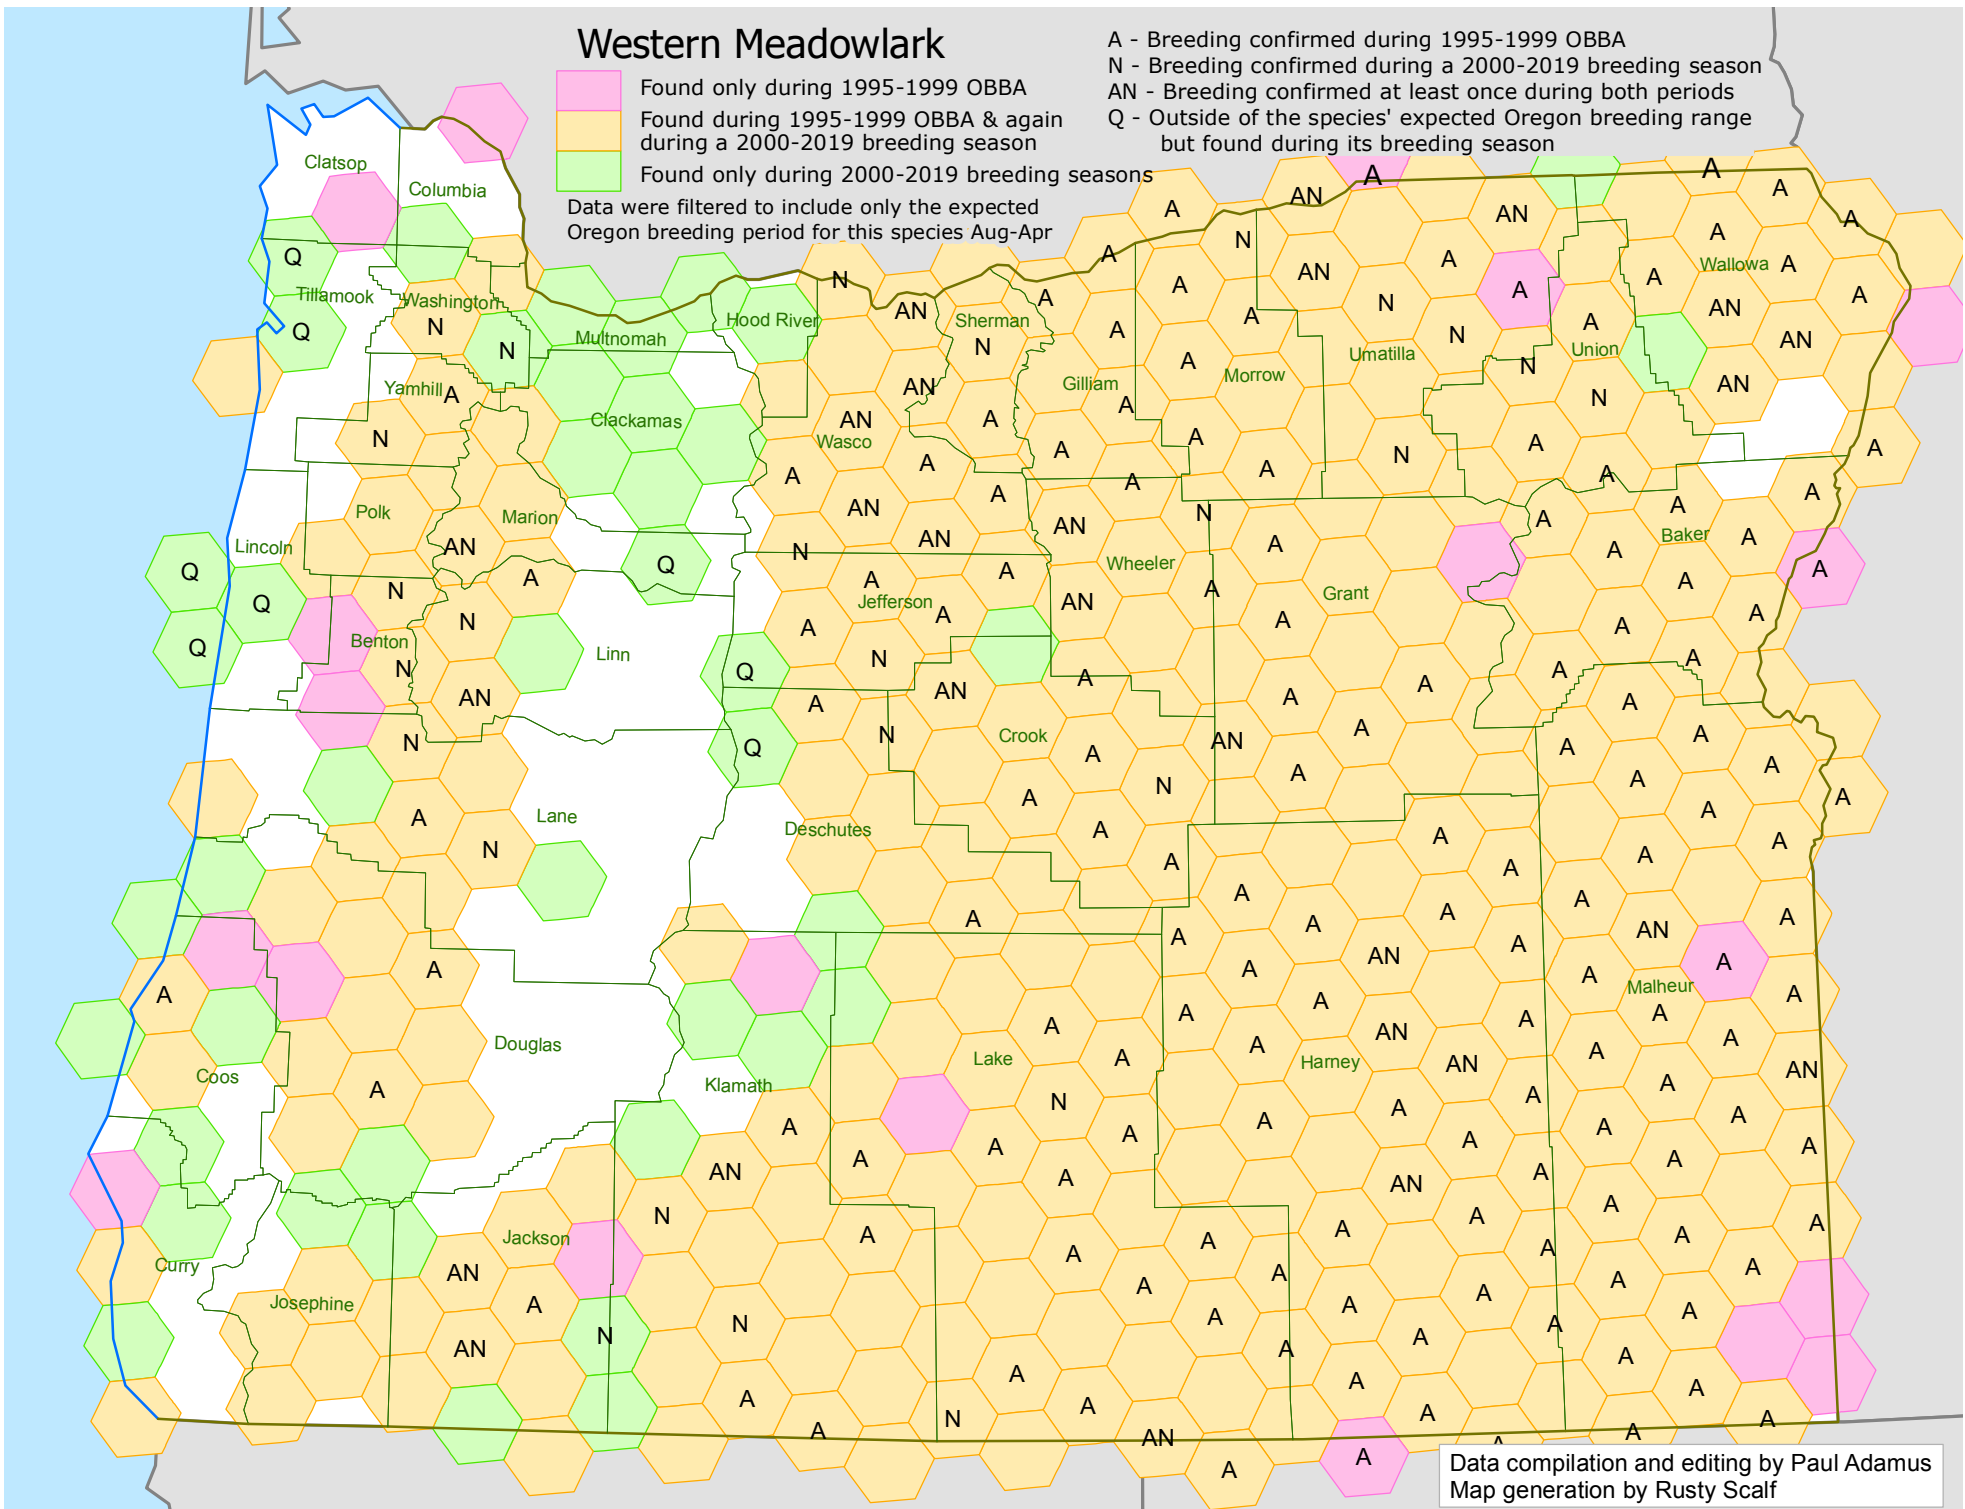 Western Meadowlark
Found only during 1995-1999 OBBA
Found during 1995-1999 OBBA & again
during a 2000-2019 breeding season
Found only during 2000-2019 breeding seasons
Data were filtered to include only the expected
Oregon breeding period for this species Aug-Apr
A - Breeding confirmed during 1995-1999 OBBA
N - Breeding confirmed during a 2000-2019 breeding season
AN - Breeding confirmed at least once during both periods
Q - Outside of the species' expected Oregon breeding range
but found during its breeding season
Clatsop
Columbia
Tillamook
Washington
Multnomah
Hood River
Sherman
Gilliam
Morrow
Umatilla
Union
Wallowa
Yamhill
Clackamas
Wasco
Polk
Marion
Lincoln
Jefferson
Wheeler
Grant
Baker
Benton
Linn
Crook
Lane
Deschutes
Malheur
Douglas
Coos
Klamath
Lake
Harney
Curry
Josephine
Jackson
Data compilation and editing by Paul Adamus
Map generation by Rusty Scalf